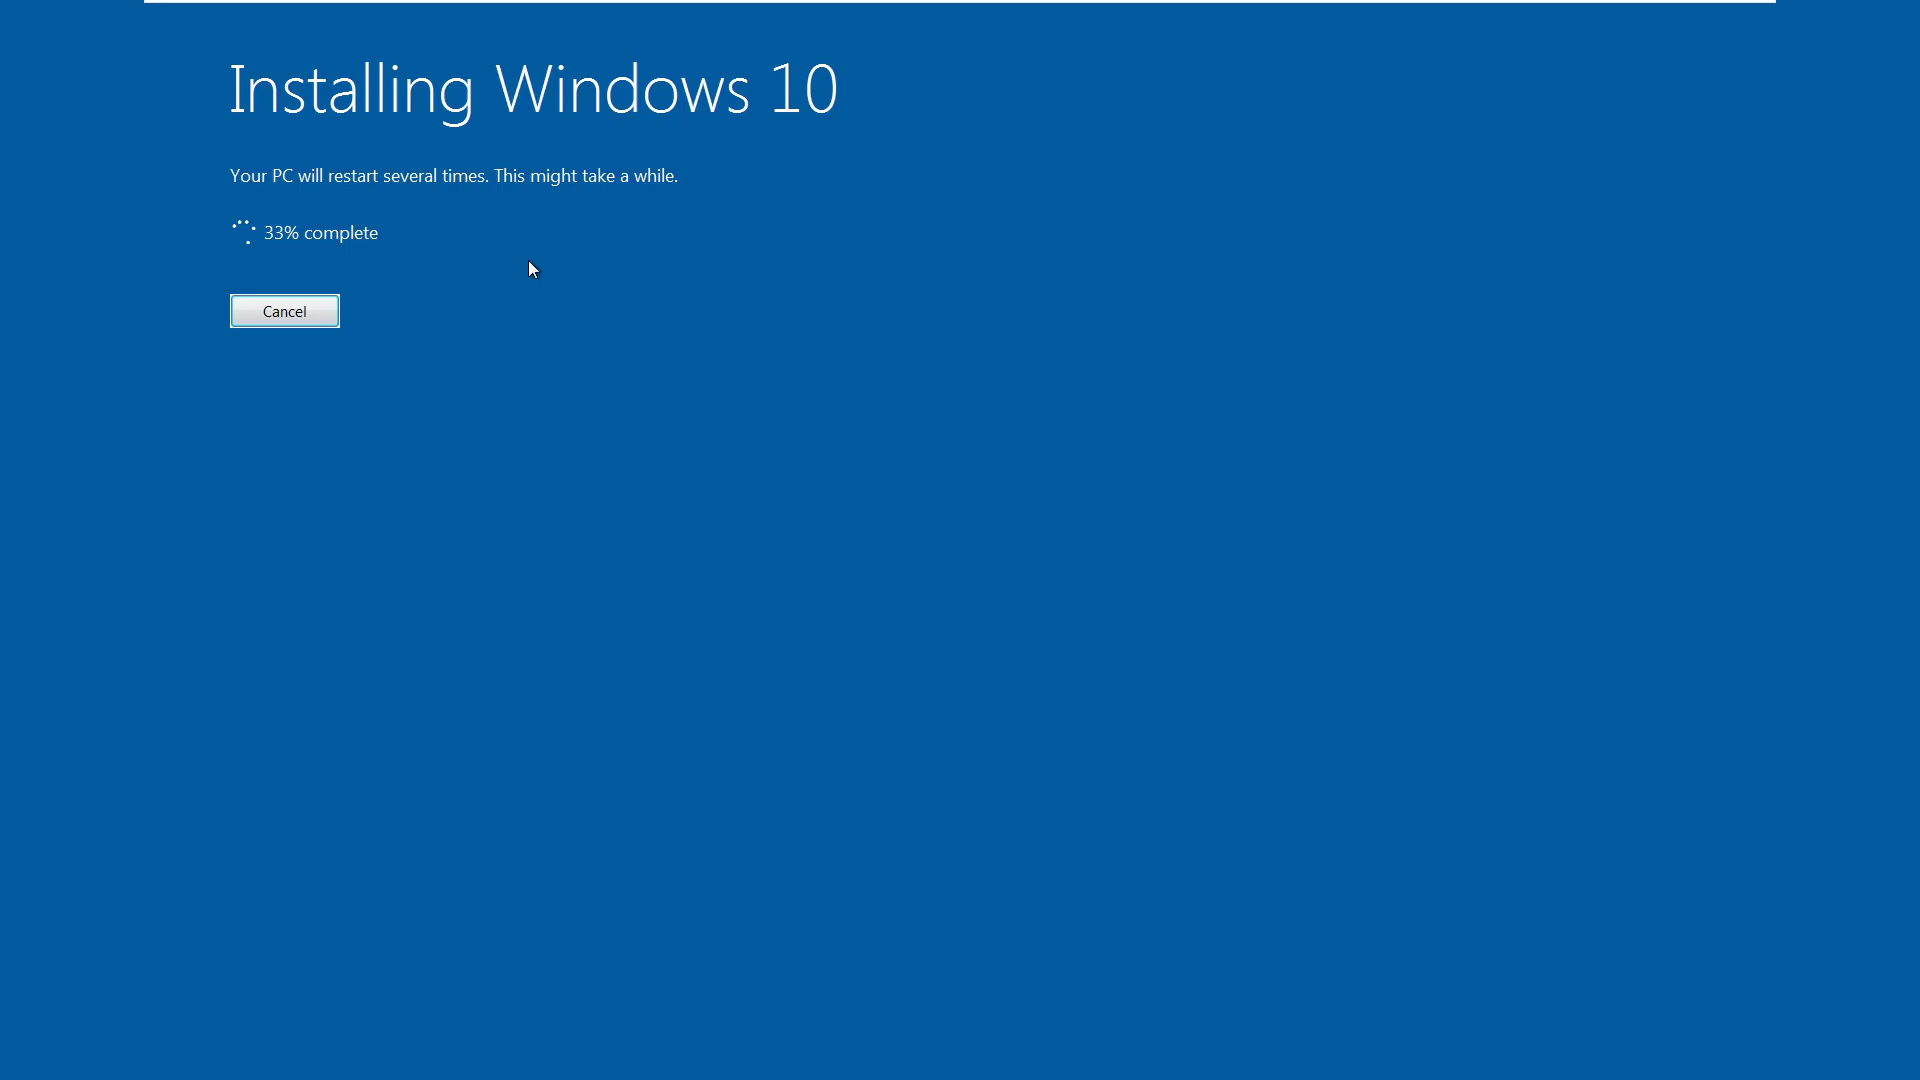 Installing Windows 10
Your PC will restart several times. This might take a while.
33% complete
Cancel